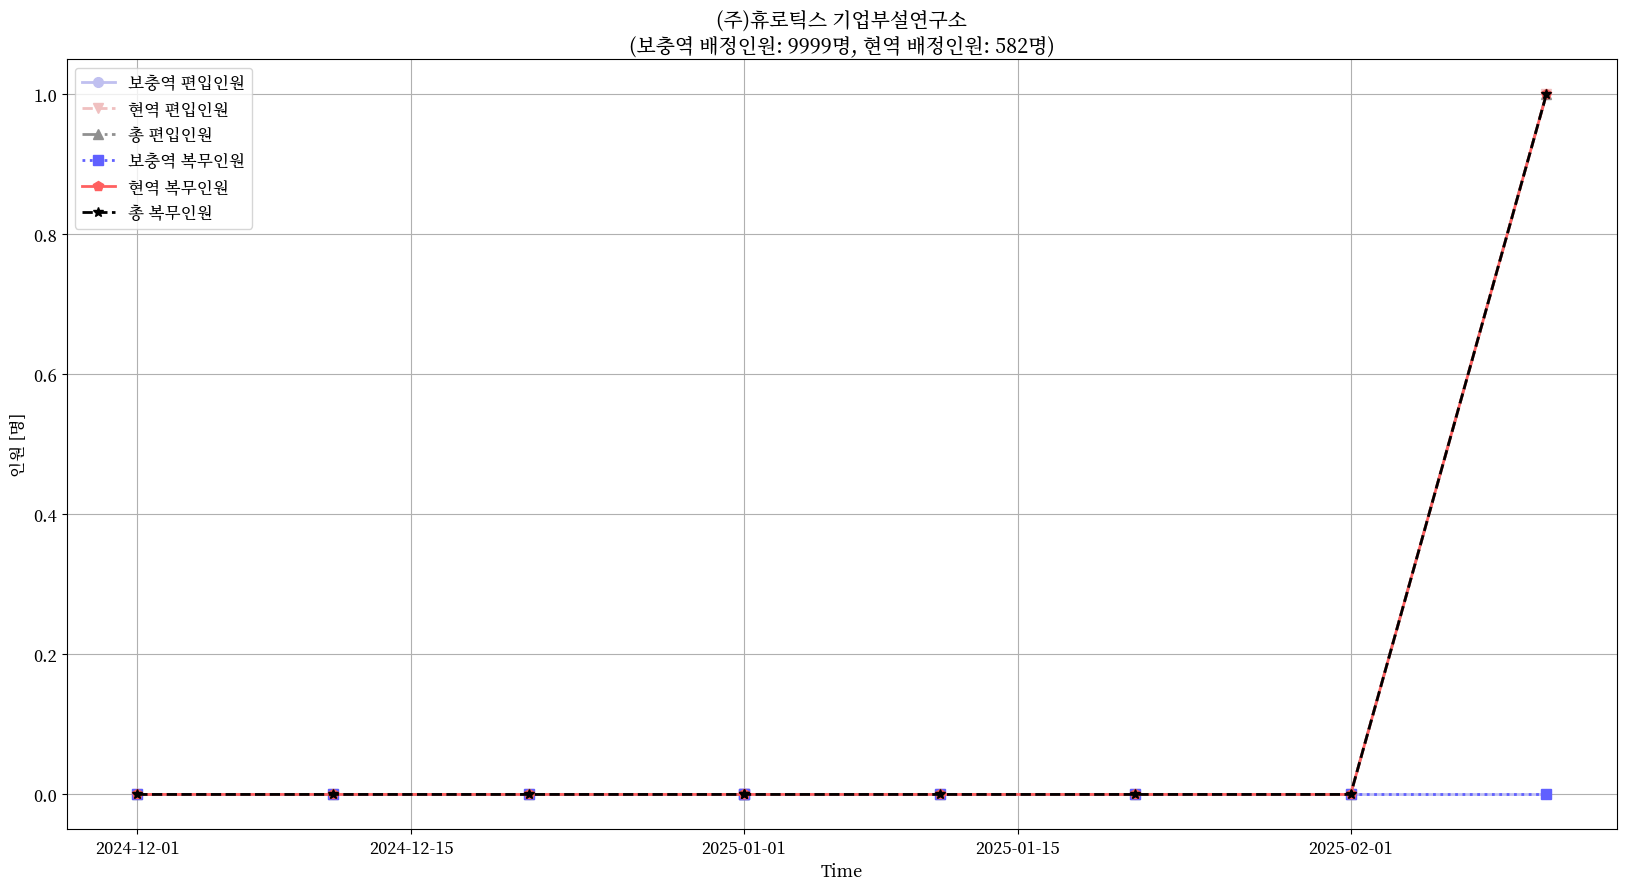 (주)휴로틱스 기업부설연구소
(보충역 배정인원: 9999명, 현역 배정인원: 582명)
보충역 편입인원
현역 편입인원
총 편입인원
보충역 복무인원
현역 복무인원
총 복무인원
인원 [명]
1.0
0.8
0.6
0.4
0.2
0.0
2024-12-01
2024-12-15
2025-01-01
2025-01-15
2025-02-01
Time